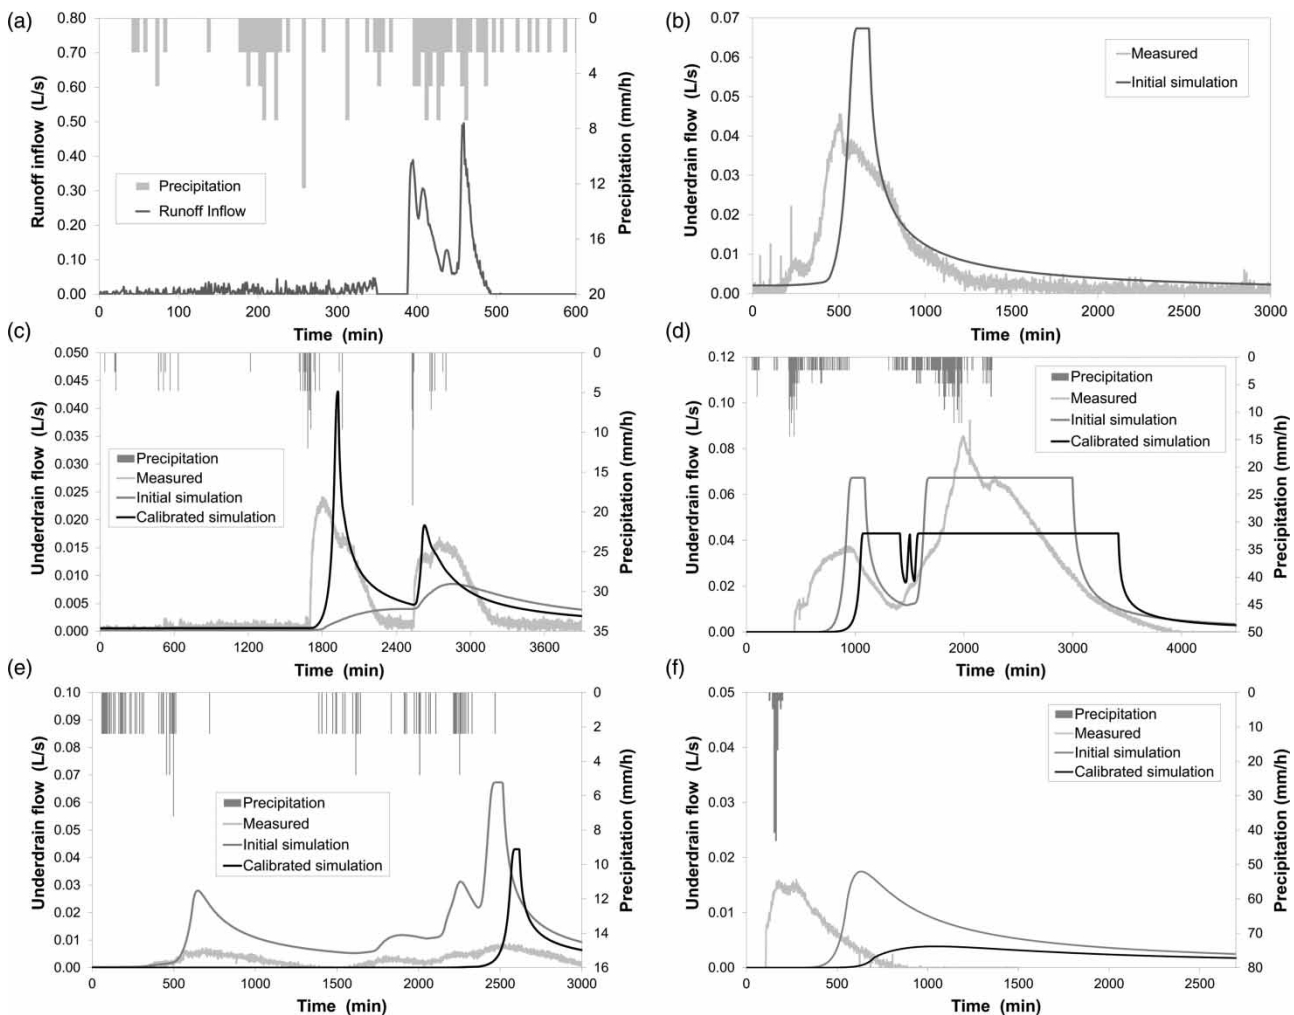 (a)
0.80
0.70
0.60
0.50
0.40
0.30
0.20
0.10
0.00
Runoff inflow (L/s)
0
4
8
12
16
20
Precipitation (mm/h)
Precipitation
Runoff Inflow
0 100 200 300 400 500 600
Time (min)
(b)
0.07
0.06
0.05
0.04
0.03
0.02
0.01
0.00
Underdrain flow (L/s)
Measured
Initial simulation
0 500 1000 1500 2000 2500 3000
Time (min)
(c)
0.050
0.045
0.040
0.035
0.030
0.025
0.020
0.015
0.010
0.005
0.000
Underdrain flow (L/s)
0
5
10
15
20
25
30
35
Precipitation (mm/h)
Precipitation
Measured
Initial simulation
Calibrated simulation
0 600 1200 1800 2400 3000 3600
Time (min)
(d)
0.12
0.10
0.08
0.06
0.04
0.02
0.00
Underdrain flow (L/s)
0
5
10
15
20
25
30
35
40
45
50
Precipitation (mm/h)
Precipitation
Measured
Initial simulation
Calibrated simulation
0 1000 2000 3000 4000
Time (min)
(e)
0.10
0.09
0.08
0.07
0.06
0.05
0.04
0.03
0.02
0.01
0.00
Underdrain flow (L/s)
0
2
4
6
8
10
12
14
16
Precipitation (mm/h)
Precipitation
Measured
Initial simulation
Calibrated simulation
0 500 1000 1500 2000 2500 3000
Time (min)
(f)
0.05
0.04
0.03
0.02
0.01
0.00
Underdrain flow (L/s)
0
10
20
30
40
50
60
70
80
Precipitation (mm/h)
Precipitation
Measured
Initial simulation
Calibrated simulation
0 500 1000 1500 2000 2500
Time (min)